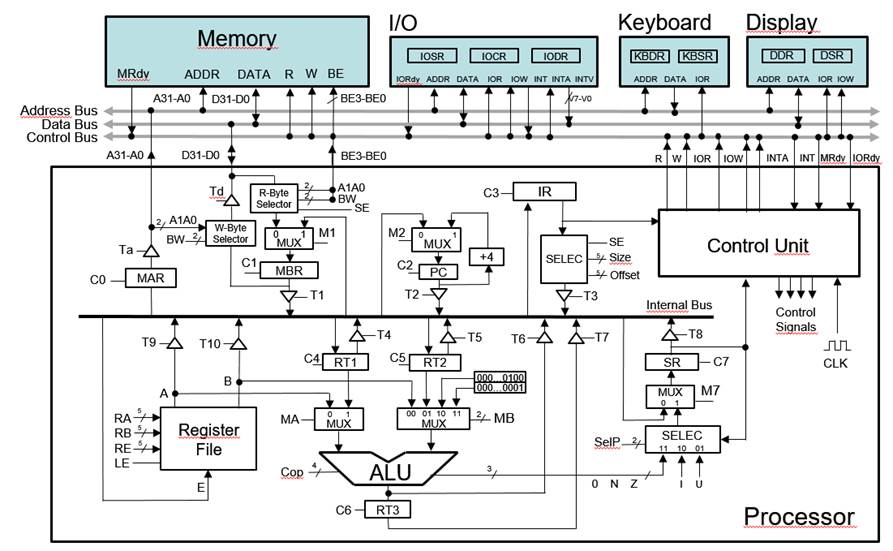 Memory
MRdy ADDR DATA R W BE
I/O
IOSR IOCR IODR
IORdy ADDR DATA IOR IOW INT INTA INTV
Keyboard
KBDR KBSR
ADDR DATA IOR
Display
DDR DSR
ADDR DATA IOR IOW
A31-A0 D31-D0 BE3-BE0
V7-V0
Address Bus
Data Bus
Control Bus
A31-A0 D31-D0 BE3-BE0
R W IOR IOW INTA INT MRdy IORdy
Td
R-Byte
Selector
2 A1A0
2 BW
SE
2 A1A0
BW 2
W-Byte
Selector
Ta
C0 MAR
0 1
MUX
M1
C1 MBR
T1
M2
0 1
MUX
+4
C2 PC
T2
C3 IR
SELEC
SE
5 Size
5 Offset
T3
Control Unit
Control
Signals
CLK
Internal Bus
T9 T10 T4 T5 T6 T7 T8
C4 RT1
C5 RT2
SR C7
000...0100
000...0001
A B
MA
0 1
MUX
00 01 10 11
MUX
2 MB
MUX
0 1
M7
RA 5
RB 5
RE 5
LE
Register
File
E
Cop 4
ALU
3
C6 RT3
SelP 2
SELEC
11 10 01
0 N Z I U
Processor